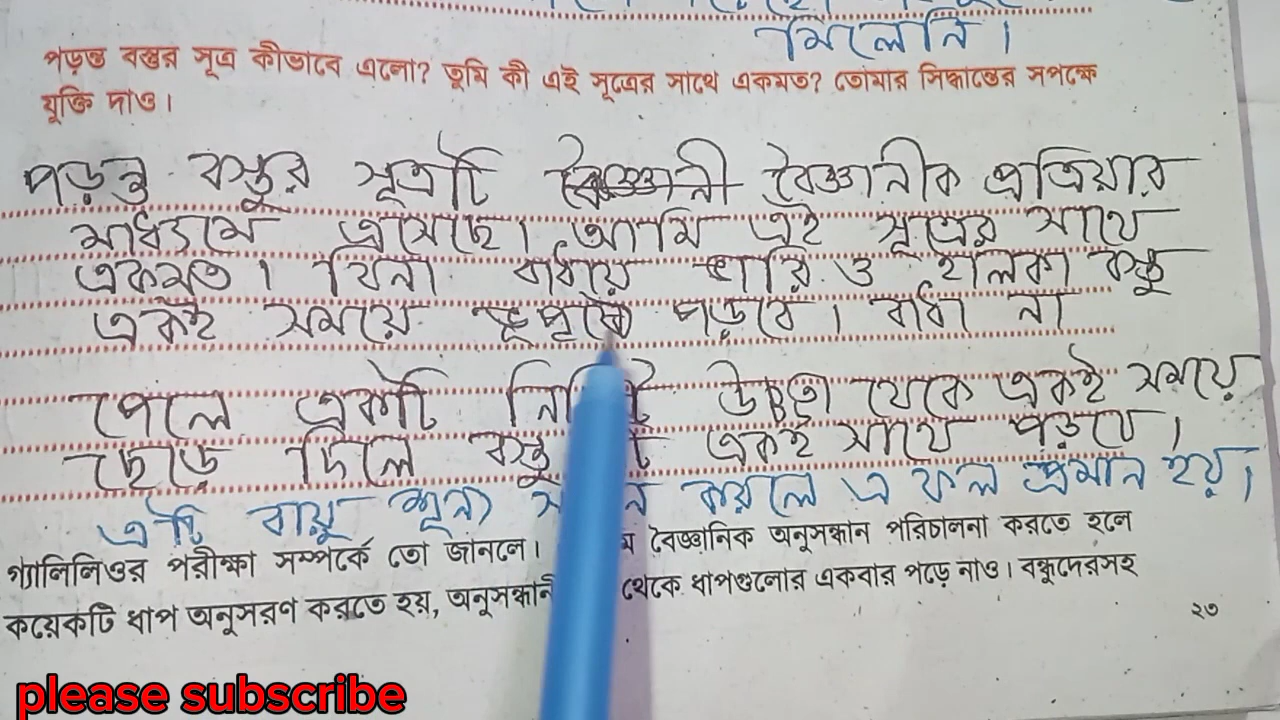 মিলেনি।
পড়ন্ত বস্তুর সূত্র কীভাবে এলো? তুমি কী এই সূত্রের সাথে একমত? তোমার সিদ্ধান্তের সপক্ষে
যুক্তি দাও।
পড়ন্ত বস্তুর সূত্রটি বৈজ্ঞানীক প্রক্রিয়ার
মাধ্যমে এসেছে। আমি এই সূত্রের সাথে
একমত। বিনা বাধায় ভারি ও হালকা বস্তু
একই সময়ে ভূপৃষ্ঠে পড়বে। বাধা না
পেলে একটি উচ্চতা থেকে একই সময়ে
ছেড়ে দিলে বস্তু একই সাথে পড়বে।
এটি বায়ু শূন্য করলে এ ফল প্রমান হয়।
গ্যালিলিওর পরীক্ষা সম্পর্কে তো জানলে। বৈজ্ঞানিক অনুসন্ধান পরিচালনা করতে হলে
কয়েকটি ধাপ অনুসরণ করতে হয়, অনুসন্ধানী থেকে ধাপগুলোর একবার পড়ে নাও। বন্ধুদেরসহ
২৩
please subscribe